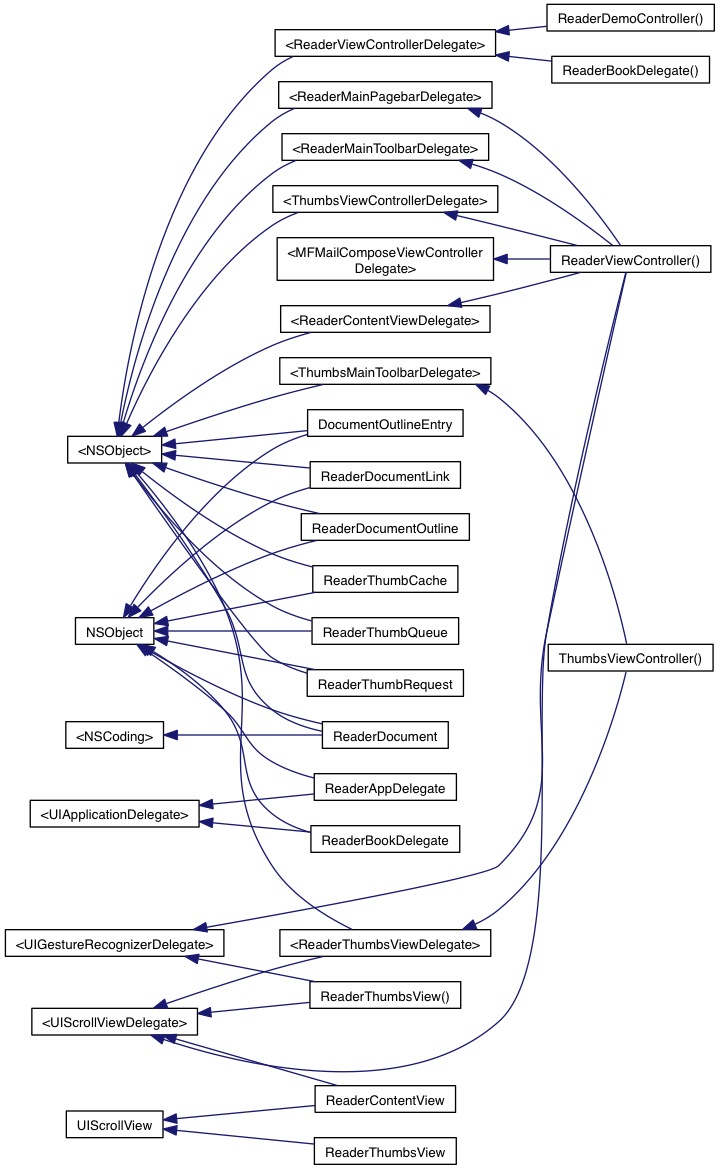 ReaderDemoController()
<ReaderViewControllerDelegate>
ReaderBookDelegate()
<ReaderMainPagebarDelegate>
<ReaderMainToolbarDelegate>
<ThumbsViewControllerDelegate>
<MFMailComposeViewController
Delegate>
ReaderViewController()
<ReaderContentViewDelegate>
<ThumbsMainToolbarDelegate>
DocumentOutlineEntry
<NSObject>
ReaderDocumentLink
ReaderDocumentOutline
ReaderThumbCache
NSObject
ReaderThumbQueue
ThumbsViewController()
ReaderThumbRequest
<NSCoding>
ReaderDocument
ReaderAppDelegate
<UIApplicationDelegate>
ReaderBookDelegate
<UIGestureRecognizerDelegate>
<ReaderThumbsViewDelegate>
ReaderThumbsView()
<UIScrollViewDelegate>
ReaderContentView
UIScrollView
ReaderThumbsView